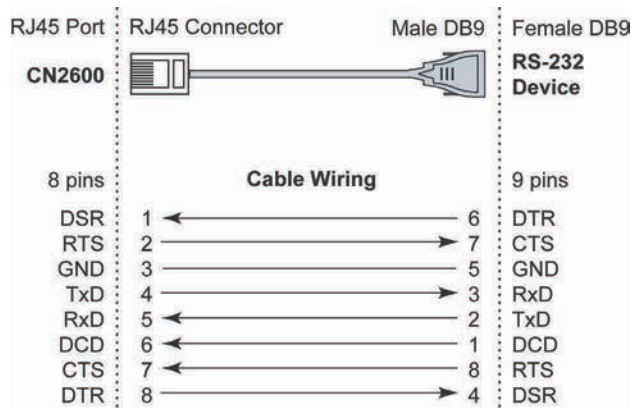 RJ45 Port RJ45 Connector Male DB9 Female DB9
CN2600 RS-232
Device
8 pins Cable Wiring 9 pins
DSR 1 6 DTR
RTS 2 7 CTS
GND 3 5 GND
TxD 4 3 RxD
RxD 5 2 TxD
DCD 6 1 DCD
CTS 7 8 RTS
DTR 8 4 DSR